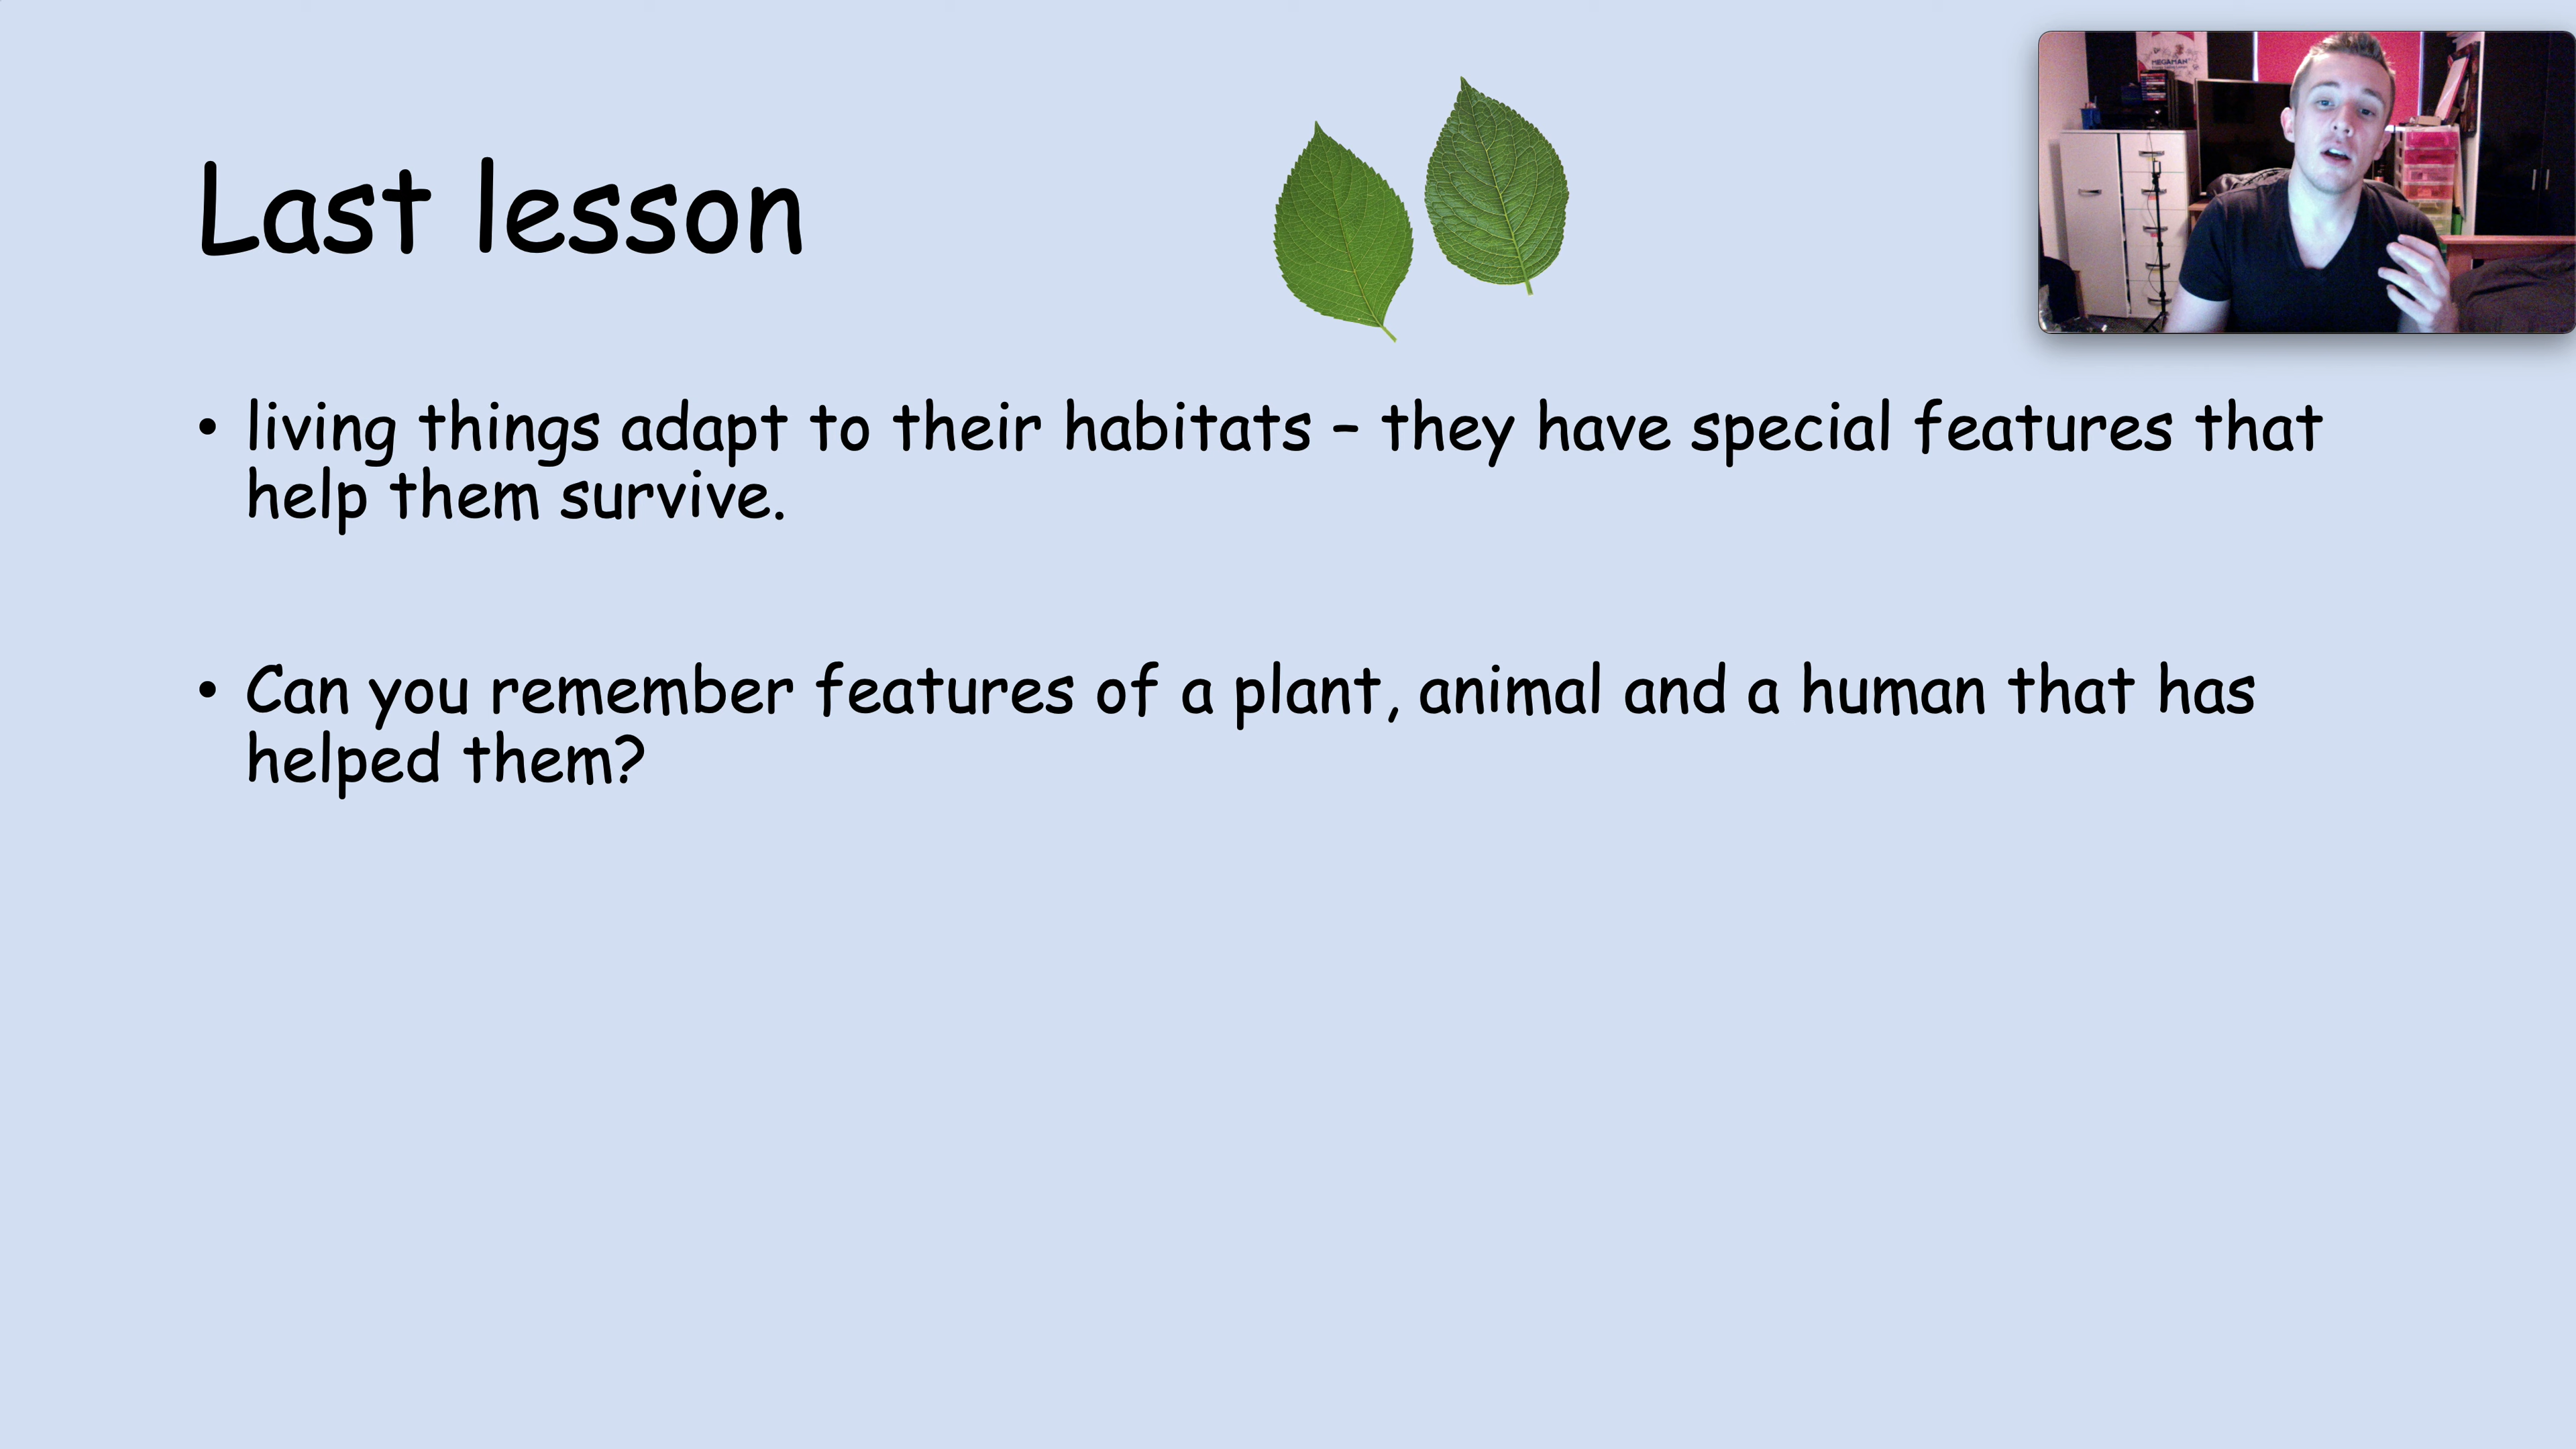 Last lesson
MEGAMAN
• living things adapt to their habitats – they have special features that
help them survive.
• Can you remember features of a plant, animal and a human that has
helped them?